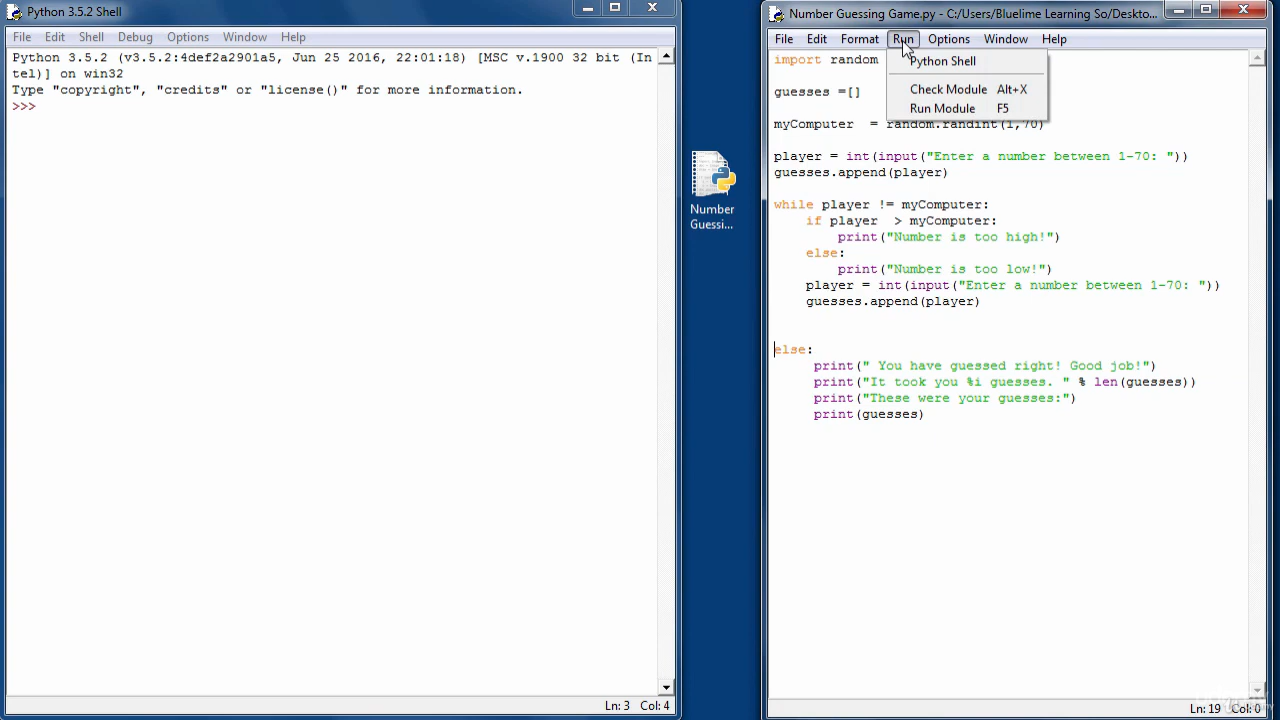 Python 3.5.2 Shell
File Edit Shell Debug Options Window Help
Python 3.5.2 (v3.5.2:4def2a2901a5, Jun 25 2016, 22:01:18) [MSC v.1900 32 bit (In
tel)] on win32
Type "copyright", "credits" or "license()" for more information.
>>>
Ln: 3 Col: 4
Number
Guessi...
Number Guessing Game.py - C:/Users/Bluelime Learning So/Deskto...
File Edit Format Run Options Window Help
Python Shell
Check Module Alt+X
Run Module F5
import random
guesses =[]
myComputer = random.randint(1,70)
player = int(input("Enter a number between 1-70: "))
guesses.append(player)
while player != myComputer:
if player > myComputer:
print("Number is too high!")
else:
print("Number is too low!")
player = int(input("Enter a number between 1-70: "))
guesses.append(player)
else:
print(" You have guessed right! Good job!")
print("It took you %i guesses. " % len(guesses))
print("These were your guesses:")
print(guesses)
Ln: 19 Col: 0